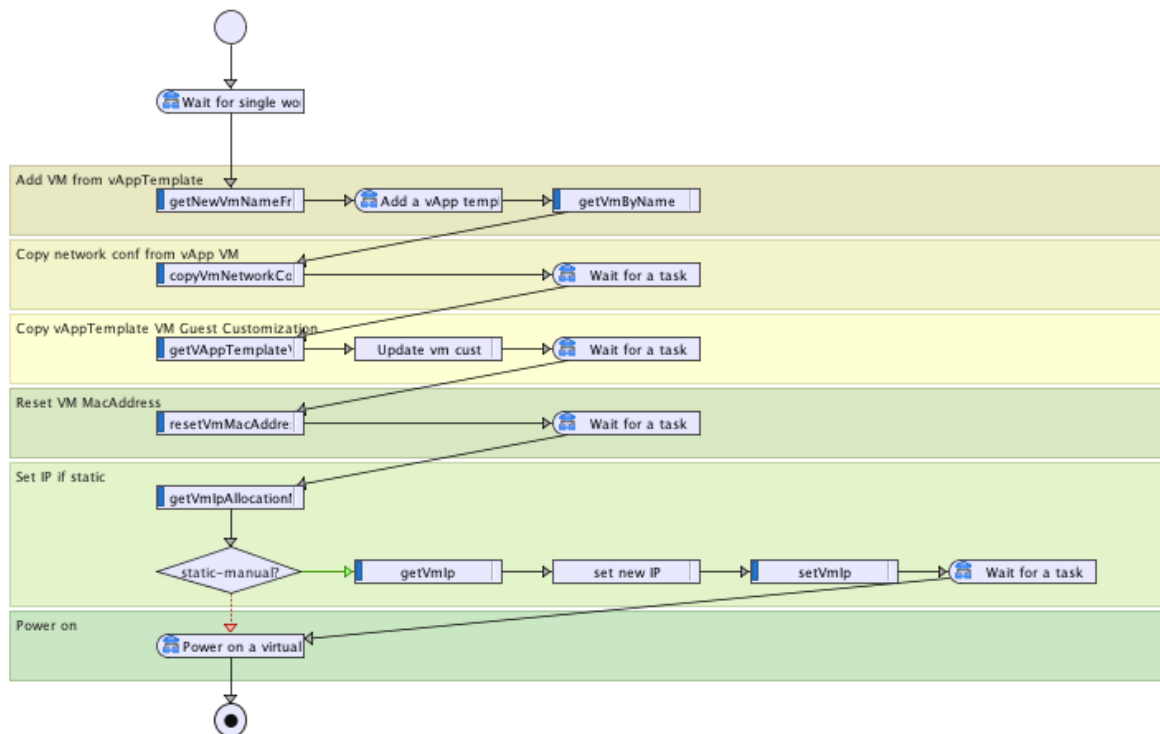 Wait for single wo
Add VM from vAppTemplate
getNewVmNameFr
Add a vApp templ
getVmByName
Copy network conf from vApp VM
copyVmNetworkCo
Wait for a task
Copy vAppTemplate VM Guest Customization
getVAppTemplateV
Update vm cust
Wait for a task
Reset VM MacAddress
resetVmMacAddre
Wait for a task
Set IP if static
getVmIpAllocationM
static-manual?
getVmIp
set new IP
setVmIp
Wait for a task
Power on
Power on a virtual